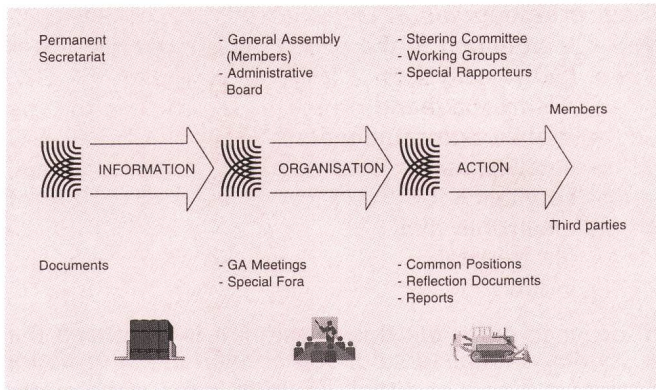 Permanent
Secretariat
- General Assembly
(Members)
- Administrative
Board
- Steering Committee
- Working Groups
- Special Rapporteurs
Members
INFORMATION
ORGANISATION
ACTION
Third parties
Documents
- GA Meetings
- Special Fora
- Common Positions
- Reflection Documents
- Reports